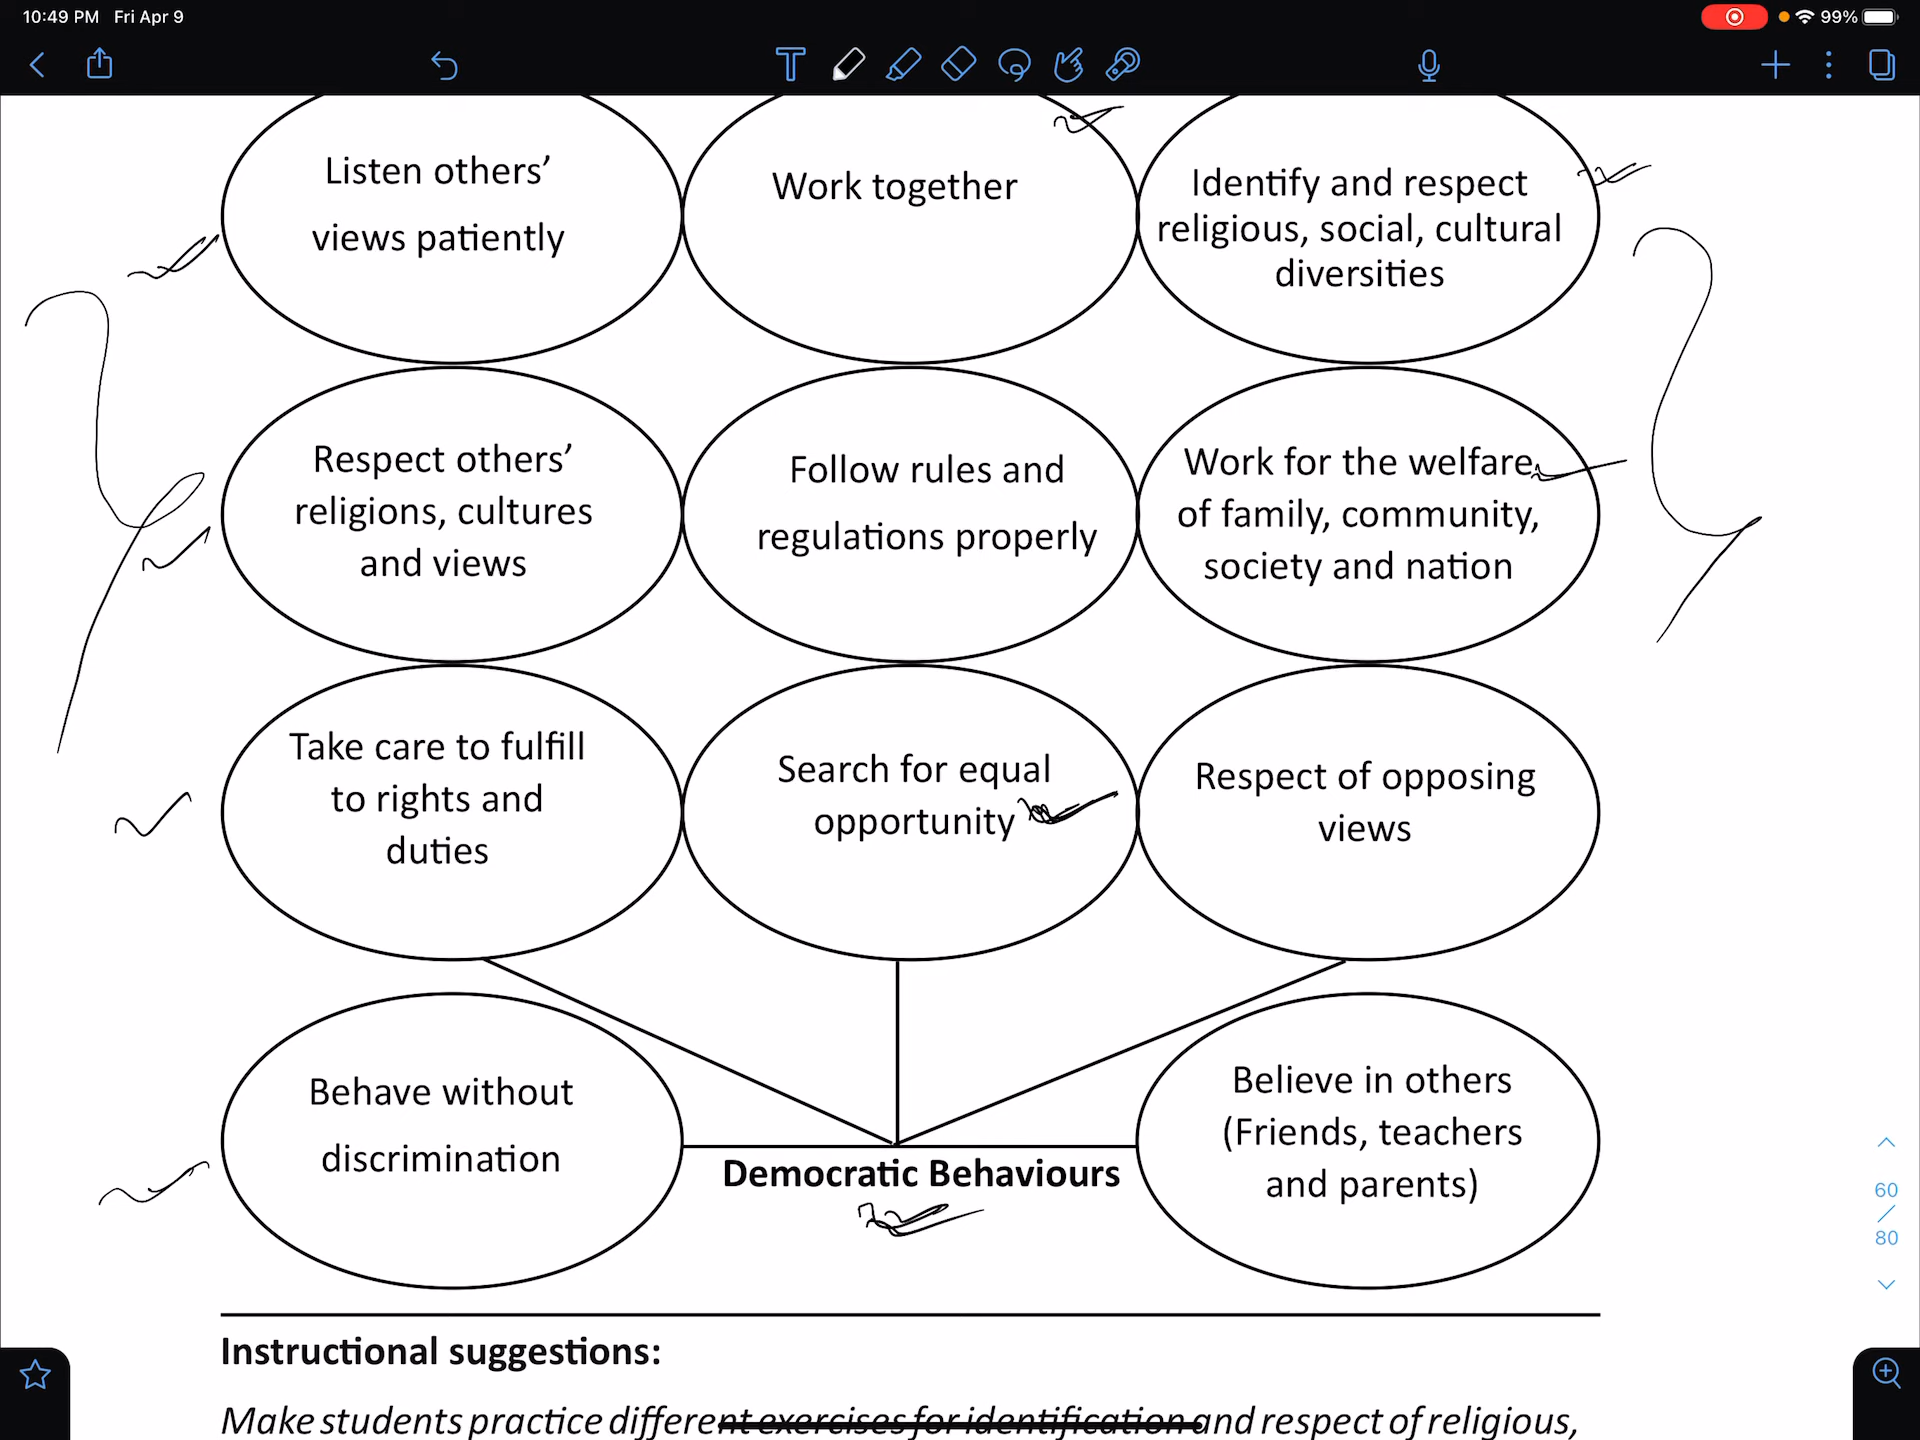 10:49 PM Fri Apr 9
99%
Listen others’
views patiently
Work together
Identify and respect
religious, social, cultural
diversities
Respect others’
religions, cultures
and views
Follow rules and
regulations properly
Work for the welfare
of family, community,
society and nation
Take care to fulfill
to rights and
duties
Search for equal
opportunity
Respect of opposing
views
Behave without
discrimination
Believe in others
(Friends, teachers
and parents)
Democratic Behaviours
60
/
80
Instructional suggestions:
Make students practice different exercises for identification and respect of religious,